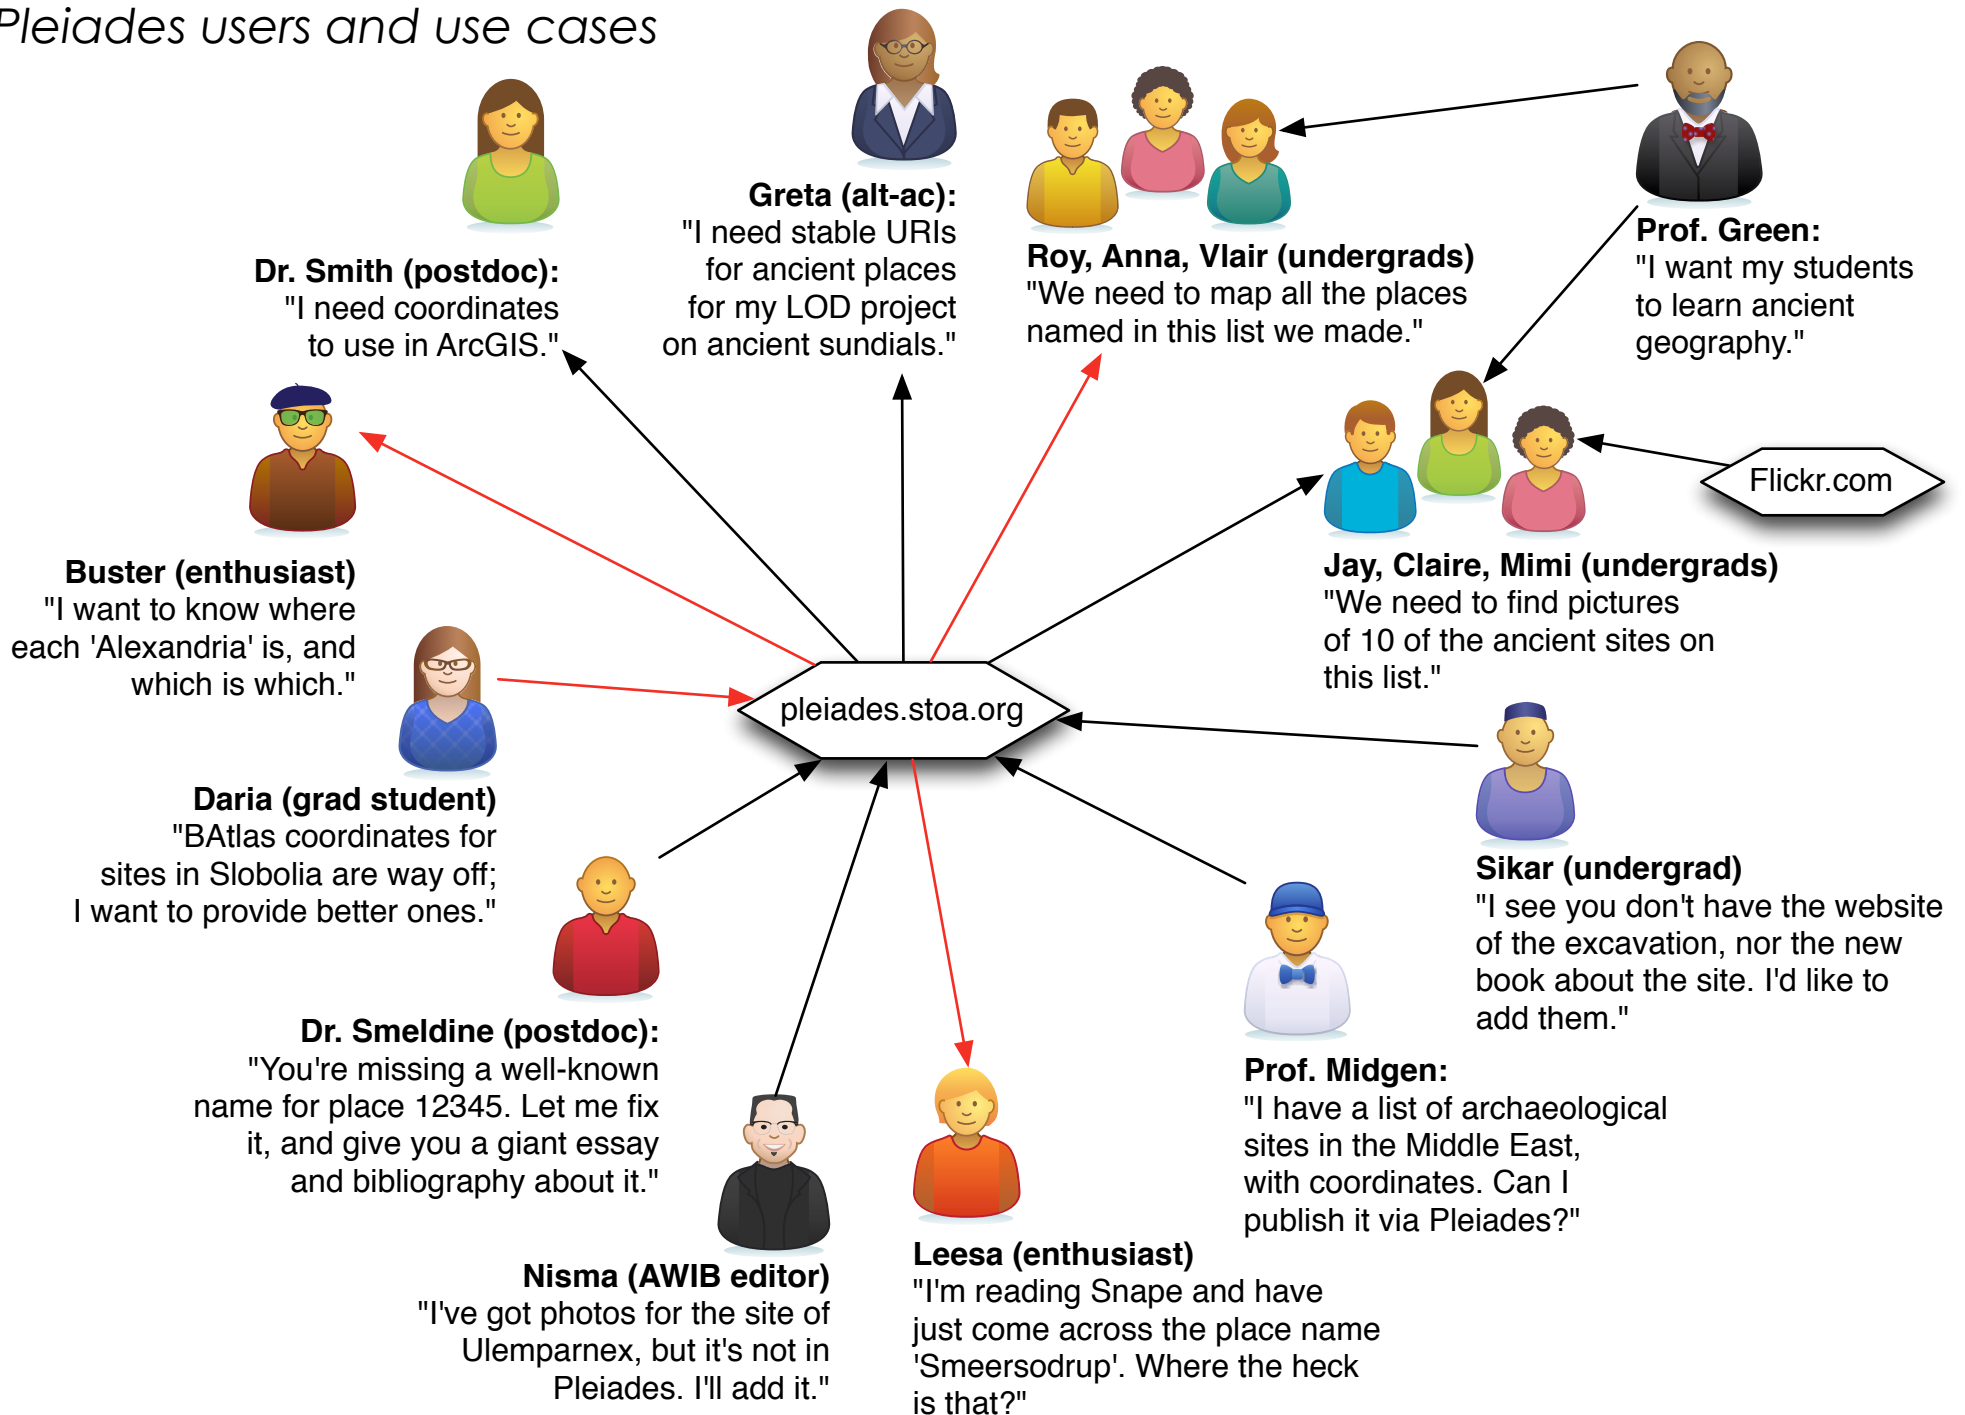 Pleiades users and use cases
Dr. Smith (postdoc):
"I need coordinates
to use in ArcGIS."
Greta (alt-ac):
"I need stable URIs
for ancient places
for my LOD project
on ancient sundials."
Roy, Anna, Vlair (undergrads)
"We need to map all the places
named in this list we made."
Prof. Green:
"I want my students
to learn ancient
geography."
Flickr.com
Buster (enthusiast)
"I want to know where
each 'Alexandria' is, and
which is which."
Jay, Claire, Mimi (undergrads)
"We need to find pictures
of 10 of the ancient sites on
this list."
pleiades.stoa.org
Daria (grad student)
"BAtlas coordinates for
sites in Slobolia are way off;
I want to provide better ones."
Sikar (undergrad)
"I see you don't have the website
of the excavation, nor the new
book about the site. I'd like to
add them."
Dr. Smeldine (postdoc):
"You're missing a well-known
name for place 12345. Let me fix
it, and give you a giant essay
and bibliography about it."
Prof. Midgen:
"I have a list of archaeological
sites in the Middle East,
with coordinates. Can I
publish it via Pleiades?"
Nisma (AWIB editor)
"I've got photos for the site of
Ulemparnex, but it's not in
Pleiades. I'll add it."
Leesa (enthusiast)
"I'm reading Snape and have
just come across the place name
'Smeersodrup'. Where the heck
is that?"